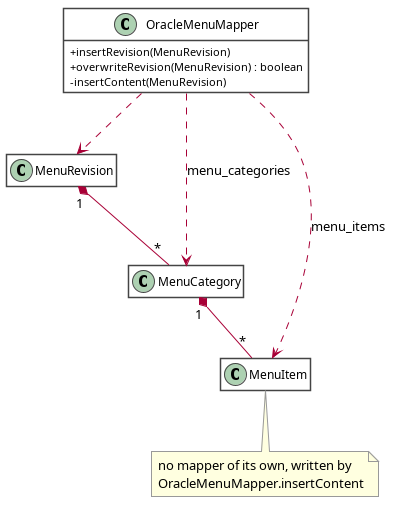 C OracleMenuMapper
+insertRevision(MenuRevision)
+overwriteRevision(MenuRevision) : boolean
-insertContent(MenuRevision)
C MenuRevision
menu_categories
1
menu_items
*
C MenuCategory
1
*
C MenuItem
no mapper of its own, written by
OracleMenuMapper.insertContent